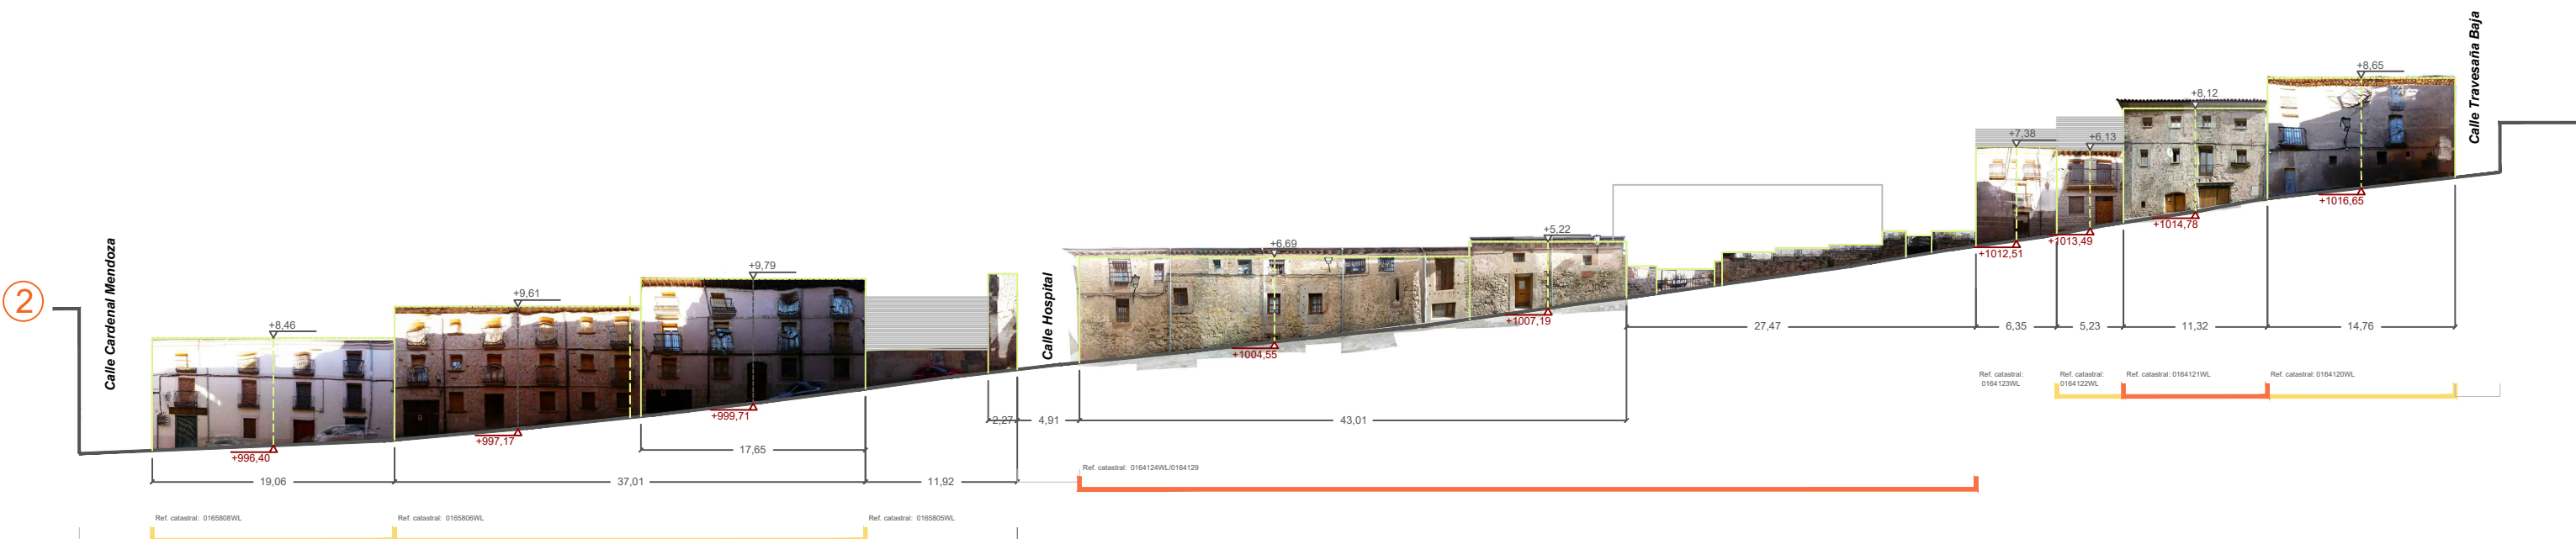 2
Calle Cardenal Mendoza
+8,46
+996,40
19,06
Ref. catastral: 0165808WL
+9,61
+997,17
37,01
Ref. catastral: 0165806WL
+9,79
+999,71
17,65
11,92
Ref. catastral: 0165805WL
2,27
Calle Hospital
4,91
+6,69
+1004,55
43,01
Ref. catastral: 0164124WL/0164129
+5,22
+1007,19
27,47
+7,38
+1012,51
6,35
Ref. catastral:
0164123WL
+6,13
+1013,49
5,23
Ref. catastral:
0164122WL
+8,12
+1014,78
11,32
Ref. catastral: 0164121WL
+8,65
+1016,65
14,76
Ref. catastral: 0164120WL
Calle Travesaña Baja